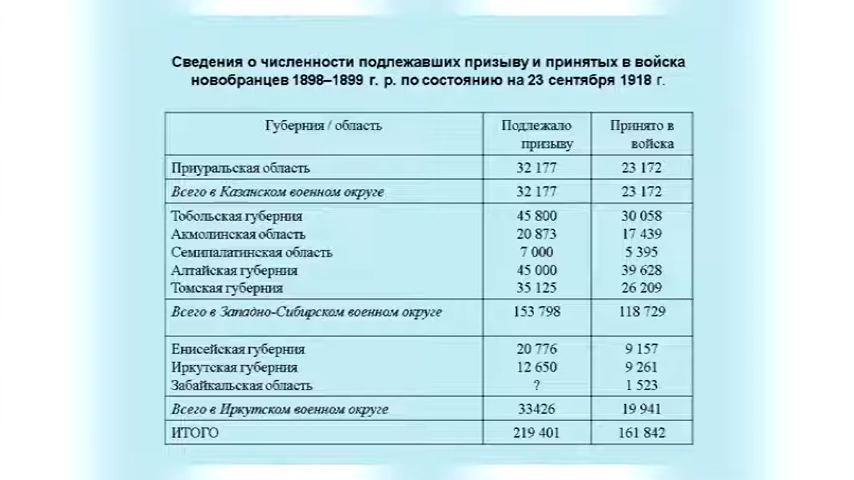 Сведения о численности подлежавших призыву и принятых в войска
новобранцев 1898–1899 г. р. по состоянию на 23 сентября 1918 г.
Губерния / область Подлежало призыву Принято в войска
Приуральская область 32 177 23 172
Всего в Казанском военном округе 32 177 23 172
Тобольская губерния 45 800 30 058
Акмолинская область 20 873 17 439
Семипалатинская область 7 000 5 395
Алтайская губерния 45 000 39 628
Томская губерния 35 125 26 209
Всего в Западно-Сибирском военном округе 153 798 118 729
Енисейская губерния 20 776 9 157
Иркутская губерния 12 650 9 261
Забайкальская область ? 1 523
Всего в Иркутском военном округе 33426 19 941
ИТОГО 219 401 161 842